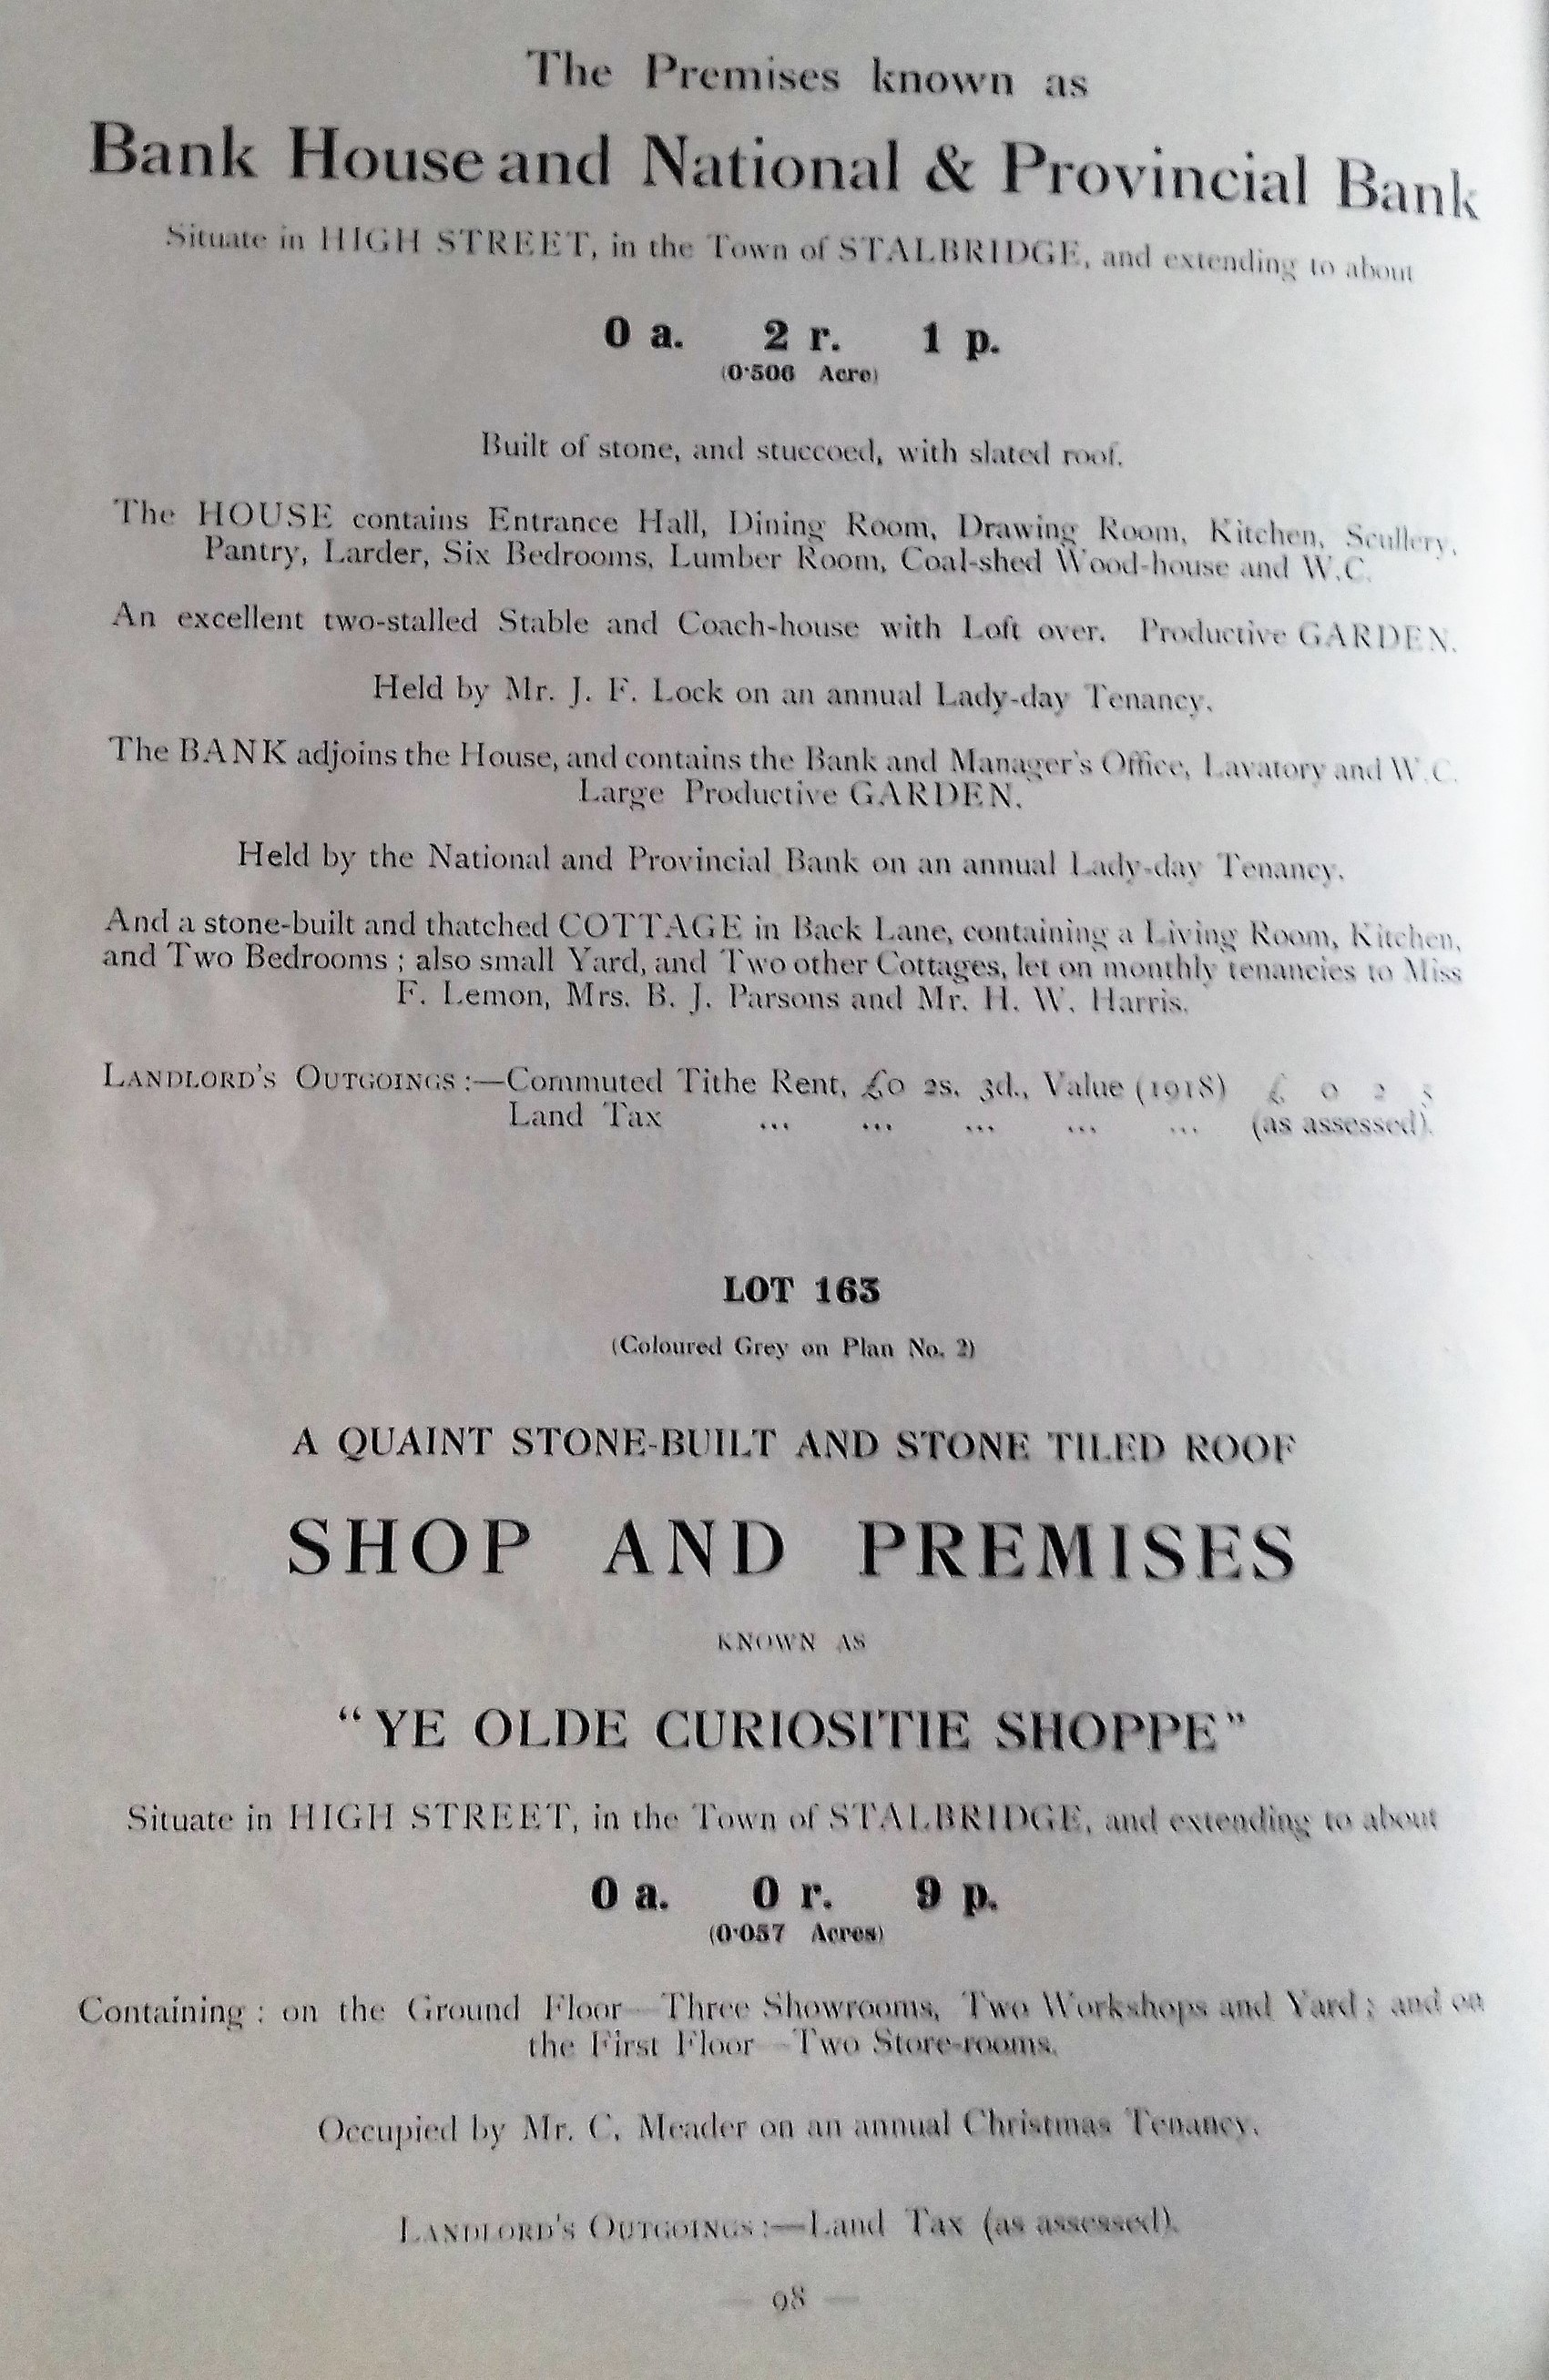 The Premises known as
Bank House and National & Provincial Bank
Situate in HIGH STREET, in the Town of STALBRIDGE, and extending to about
0 a. 2 r. 1 p.
(0·506 Acre)
Built of stone, and stuccoed, with slated roof.
The HOUSE contains Entrance Hall, Dining Room, Drawing Room, Kitchen, Scullery,
Pantry, Larder, Six Bedrooms, Lumber Room, Coal-shed Wood-house and W.C.
An excellent two-stalled Stable and Coach-house with Loft over. Productive GARDEN.
Held by Mr. J. F. Lock on an annual Lady-day Tenancy.
The BANK adjoins the House, and contains the Bank and Manager's Office, Lavatory and W.C.
Large Productive GARDEN.
Held by the National and Provincial Bank on an annual Lady-day Tenancy.
And a stone-built and thatched COTTAGE in Back Lane, containing a Living Room, Kitchen,
and Two Bedrooms ; also small Yard, and Two other Cottages, let on monthly tenancies to Miss
F. Lemon, Mrs. B. J. Parsons and Mr. H. W. Harris.
LANDLORD'S OUTGOINGS :—Commuted Tithe Rent, £0 2s. 3d., Value (1918) £ 0 2
Land Tax ... ... ... ... ... (as assessed).
LOT 163
(Coloured Grey on Plan No. 2)
A QUAINT STONE-BUILT AND STONE TILED ROOF
SHOP AND PREMISES
KNOWN AS
"YE OLDE CURIOSITIE SHOPPE"
Situate in HIGH STREET, in the Town of STALBRIDGE, and extending to about
0 a. 0 r. 9 p.
(0·057 Acres)
Containing : on the Ground Floor—Three Showrooms, Two Workshops and Yard ; and on
the First Floor—Two Store-rooms.
Occupied by Mr. C. Meader on an annual Christmas Tenancy.
LANDLORD'S OUTGOINGS :—Land Tax (as assessed).
— 98 —